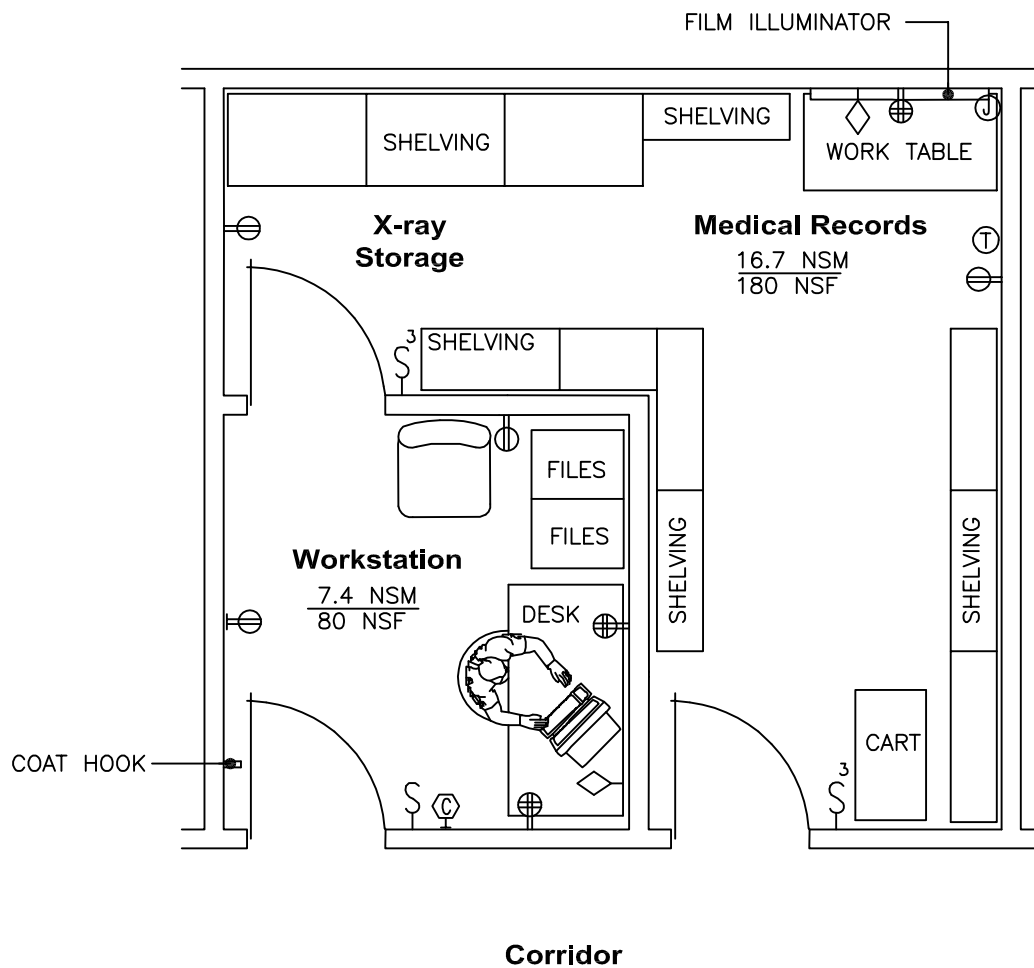 FILM ILLUMINATOR
SHELVING
SHELVING
J
WORK TABLE
X-ray
Storage
Medical Records
16.7 NSM
180 NSF
T
3
S
SHELVING
FILES
FILES
Workstation
7.4 NSM
80 NSF
DESK
SHELVING
SHELVING
COAT HOOK
CART
S
C
3
S
Corridor